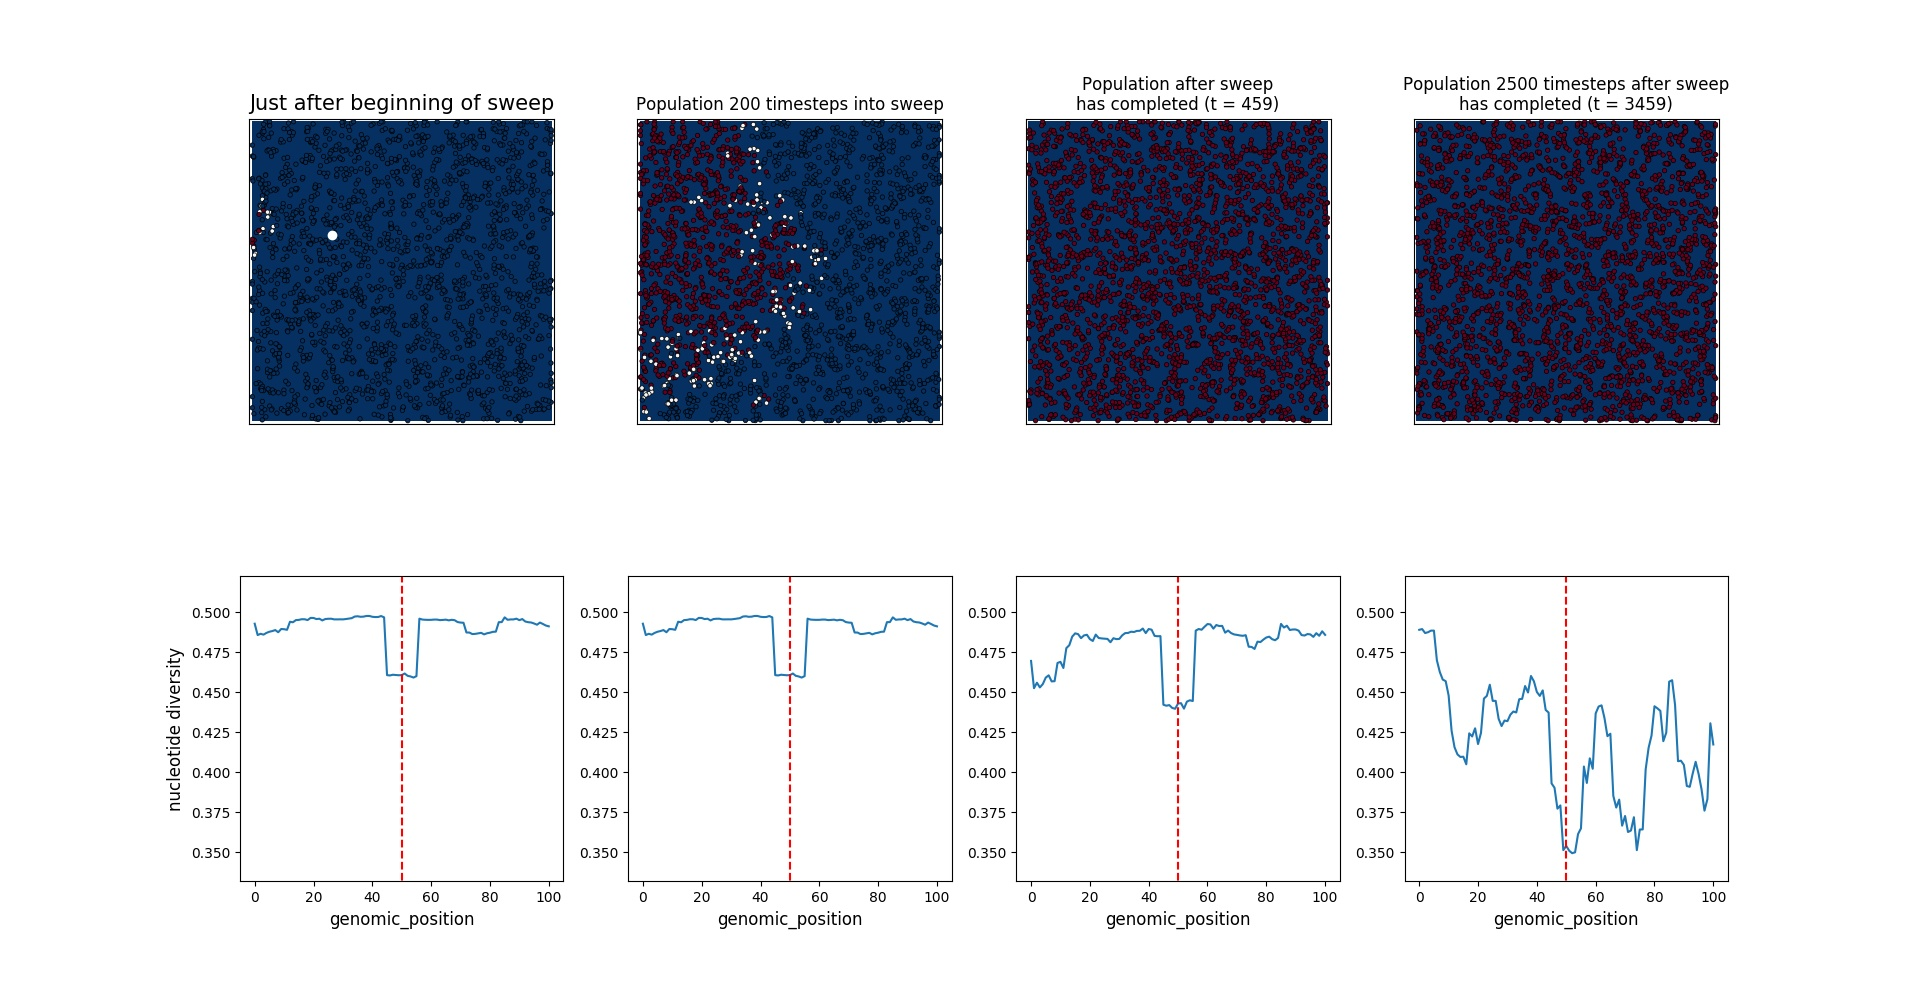 Just after beginning of sweep
Population 200 timesteps into sweep
Population after sweep
has completed (t = 459)
Population 2500 timesteps after sweep
has completed (t = 3459)
nucleotide diversity
0.500
0.475
0.450
0.425
0.400
0.375
0.350
0 20 40 60 80 100
genomic_position
0.500
0.475
0.450
0.425
0.400
0.375
0.350
0 20 40 60 80 100
genomic_position
0.500
0.475
0.450
0.425
0.400
0.375
0.350
0 20 40 60 80 100
genomic_position
0.500
0.475
0.450
0.425
0.400
0.375
0.350
0 20 40 60 80 100
genomic_position